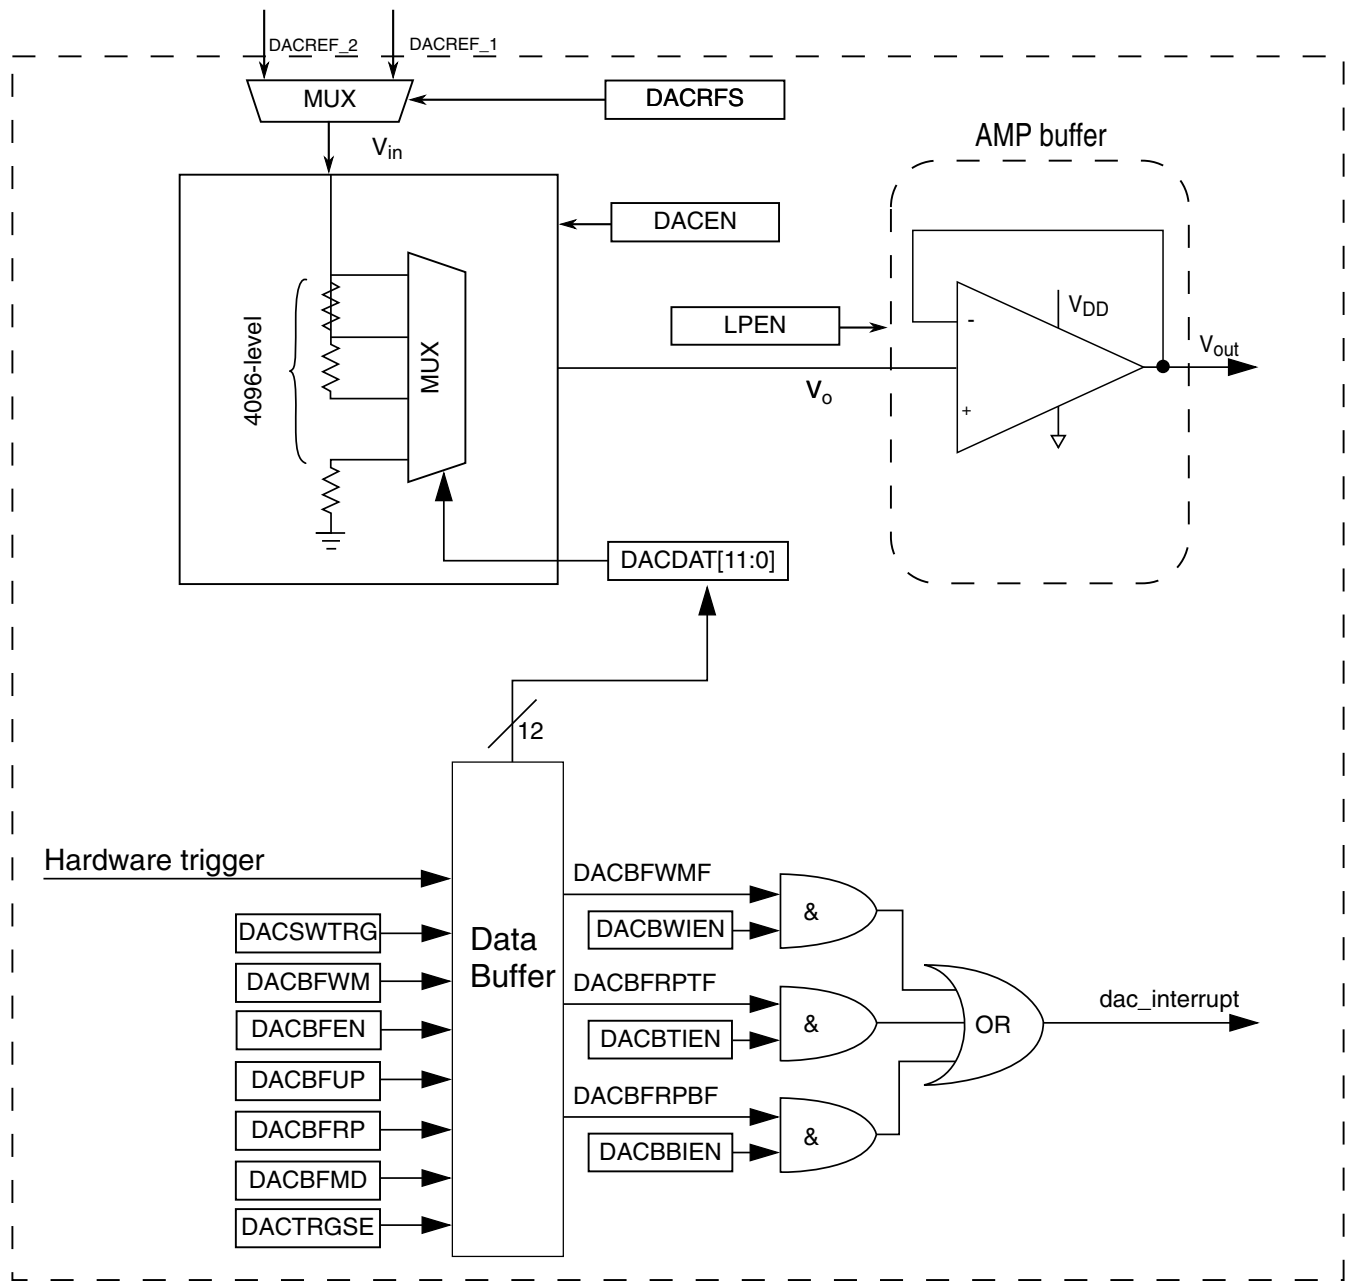 DACREF_2
DACREF_1
MUX
DACRFS
Vin
AMP buffer
DACEN
LPEN
VDD
-
+
Vout
Vo
4096-level
MUX
DACDAT[11:0]
12
Hardware trigger
DACSWTRG
DACBFWM
DACBFEN
DACBFUP
DACBFRP
DACBFMD
DACTRGSE
Data
Buffer
DACBFWMF
DACBWIEN
&
DACBFRPTF
DACBTIEN
&
DACBFRPBF
DACBBIEN
&
OR
dac_interrupt